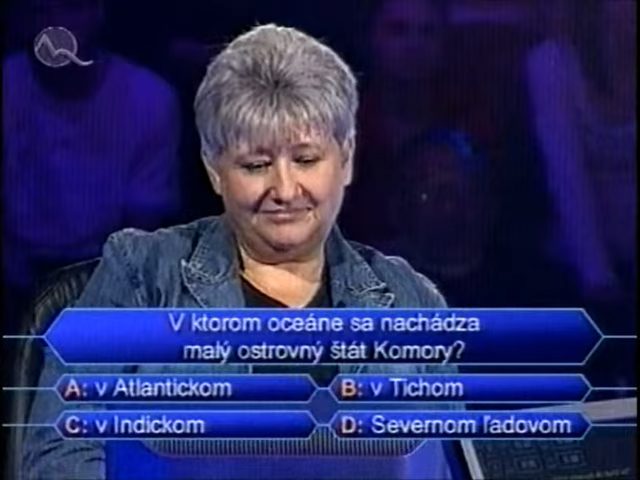 V ktorom oceáne sa nachádza
malý ostrovný štát Komory?
A: v Atlantickom
B: v Tichom
C: v Indickom
D: Severnom ľadovom